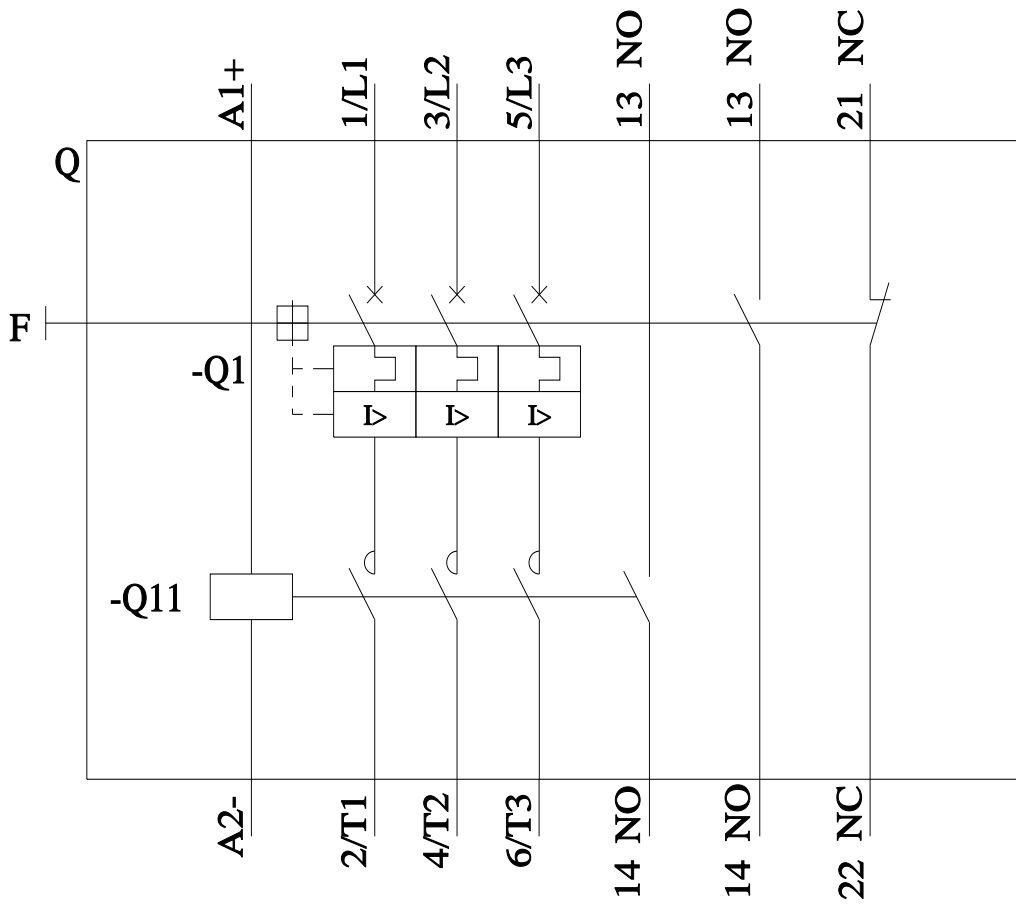 A1+
1/L1
3/L2
5/L3
13 NO
13 NO
21 NC
Q
F
-Q1
I>
I>
I>
-Q11
A2-
2/T1
4/T2
6/T3
14 NO
14 NO
22 NC